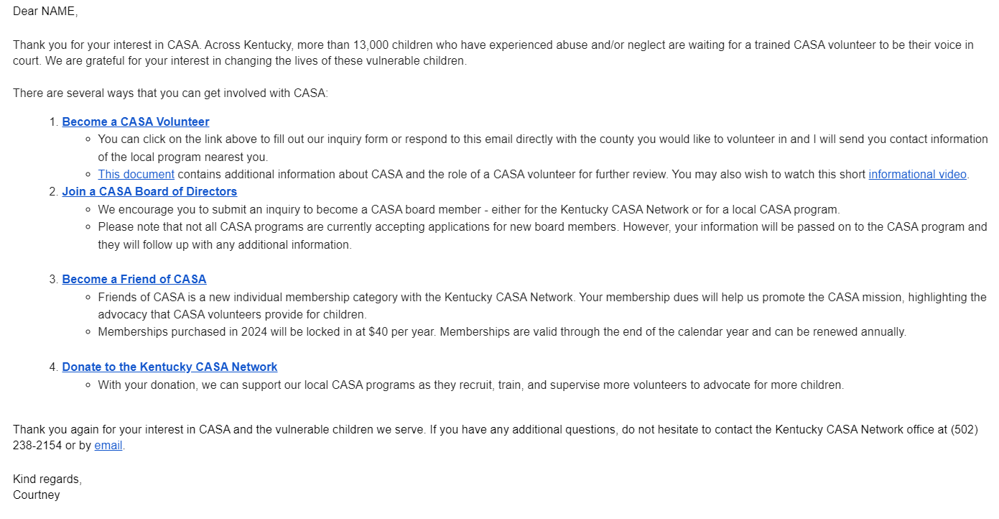 Dear NAME,
Thank you for your interest in CASA. Across Kentucky, more than 13,000 children who have experienced abuse and/or neglect are waiting for a trained CASA volunteer to be their voice in
court. We are grateful for your interest in changing the lives of these vulnerable children.
There are several ways that you can get involved with CASA:
1. Become a CASA Volunteer
○ You can click on the link above to fill out our inquiry form or respond to this email directly with the county you would like to volunteer in and I will send you contact information
of the local program nearest you.
○ This document contains additional information about CASA and the role of a CASA volunteer for further review. You may also wish to watch this short informational video.
2. Join a CASA Board of Directors
○ We encourage you to submit an inquiry to become a CASA board member - either for the Kentucky CASA Network or for a local CASA program.
○ Please note that not all CASA programs are currently accepting applications for new board members. However, your information will be passed on to the CASA program and
they will follow up with any additional information.
3. Become a Friend of CASA
○ Friends of CASA is a new individual membership category with the Kentucky CASA Network. Your membership dues will help us promote the CASA mission, highlighting the
advocacy that CASA volunteers provide for children.
○ Memberships purchased in 2024 will be locked in at $40 per year. Memberships are valid through the end of the calendar year and can be renewed annually.
4. Donate to the Kentucky CASA Network
○ With your donation, we can support our local CASA programs as they recruit, train, and supervise more volunteers to advocate for more children.
Thank you again for your interest in CASA and the vulnerable children we serve. If you have any additional questions, do not hesitate to contact the Kentucky CASA Network office at (502)
238-2154 or by email.
Kind regards,
Courtney